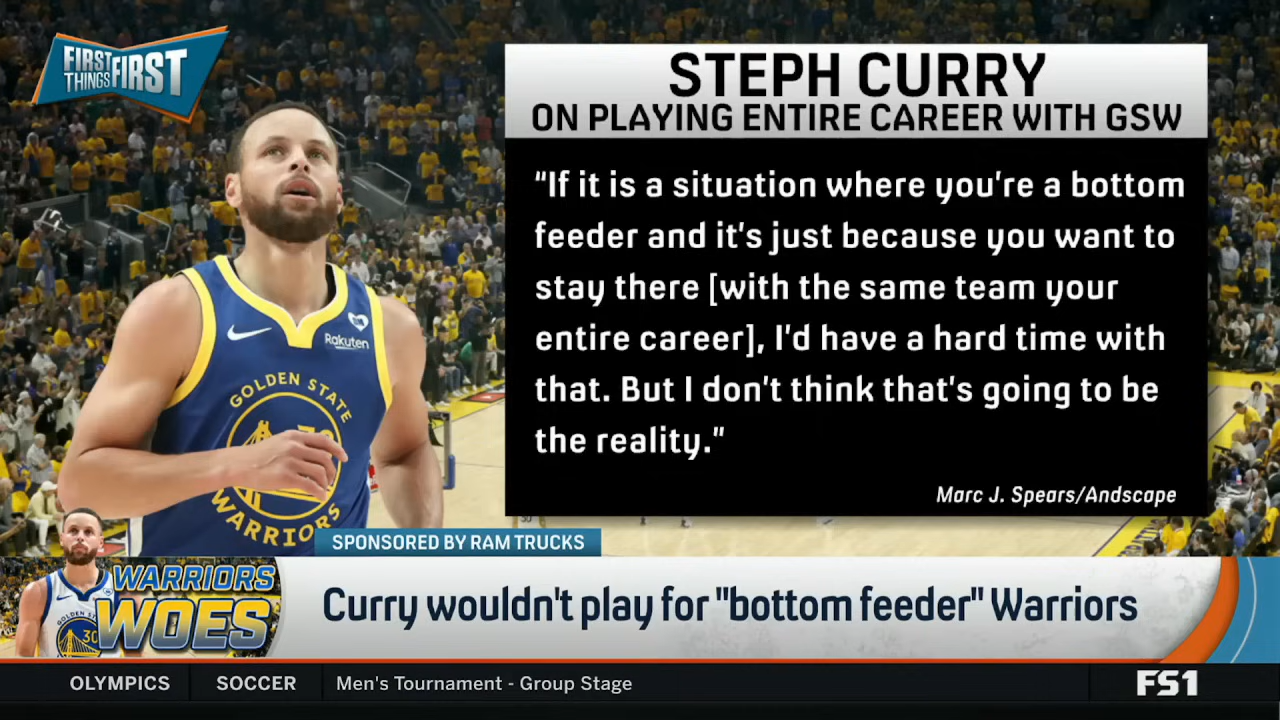 FIRST
THINGS FIRST
STEPH CURRY
ON PLAYING ENTIRE CAREER WITH GSW
"If it is a situation where you're a bottom
feeder and it's just because you want to
stay there [with the same team your
entire career], I'd have a hard time with
that. But I don't think that's going to be
the reality."
Marc J. Spears/Andscape
Rakuten
GOLDEN STATE
30
WARRIORS
SPONSORED BY RAM TRUCKS
WARRIORS
WOES
GOLDEN STATE
30
Curry wouldn't play for "bottom feeder" Warriors
OLYMPICS
SOCCER
Men's Tournament - Group Stage
FS1